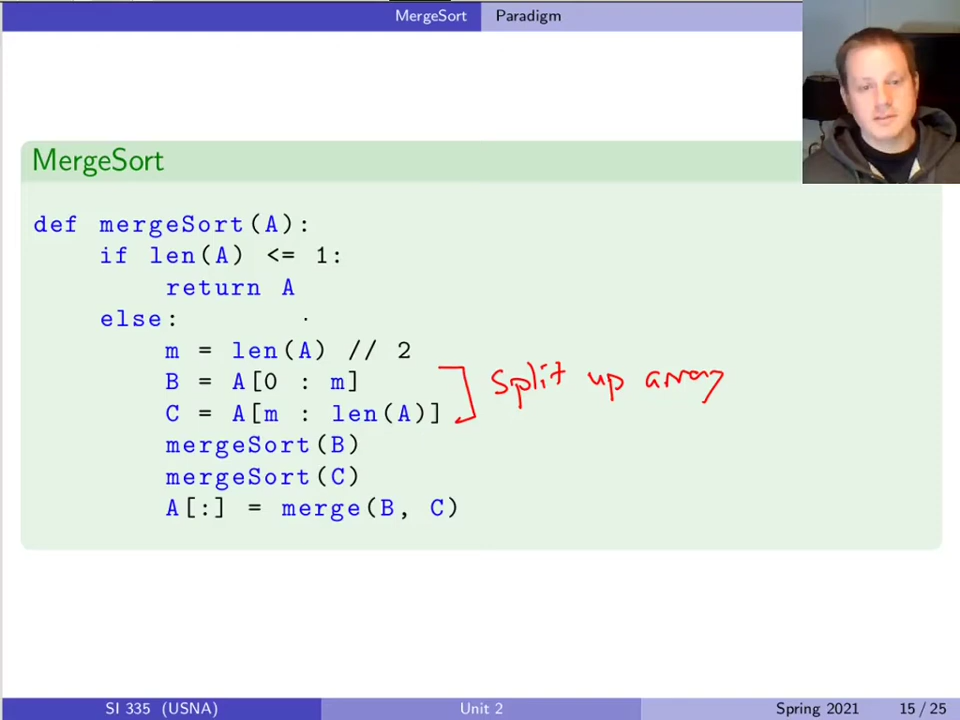 MergeSort Paradigm
MergeSort
def mergeSort(A):
if len(A) <= 1:
return A
else:
m = len(A) // 2
B = A[0 : m]
C = A[m : len(A)]
split up array
mergeSort(B)
mergeSort(C)
A[:] = merge(B, C)
SI 335 (USNA) Unit 2 Spring 2021 15 / 25